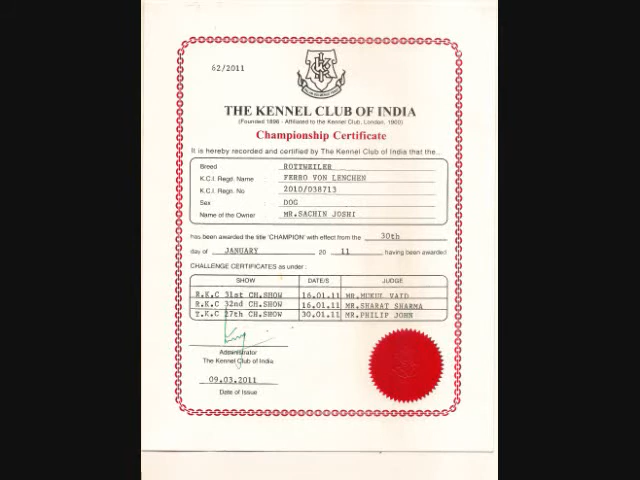 62/2011
THE KENNEL CLUB OF INDIA
(Founded 1896 - Affiliated to the Kennel Club, London, 1900)
Championship Certificate
It is hereby recorded and certified by The Kennel Club of India that the...
Breed : ROTTWEILER
K.C.I. Regn. Name : FERRO VON LENCHEN
K.C.I. Regn. No : 2010/038713
Sex : DOG
Name of the Owner : MR.SACHIN JOSHI
has been awarded the title 'CHAMPION' with effect from the 30th
day of JANUARY 20 11 having been awarded
CHALLENGE CERTIFICATES as under :
SHOW DATE/S JUDGE
R.K.C 31st CH.SHOW 16.01.11 MR.MUKUL VAID
R.K.C 32nd CH.SHOW 16.01.11 MR.SHARAT SHARMA
T.K.C 27th CH.SHOW 30.01.11 MR.PHILIP JOHN
Administrator
The Kennel Club of India
09.03.2011
Date of Issue